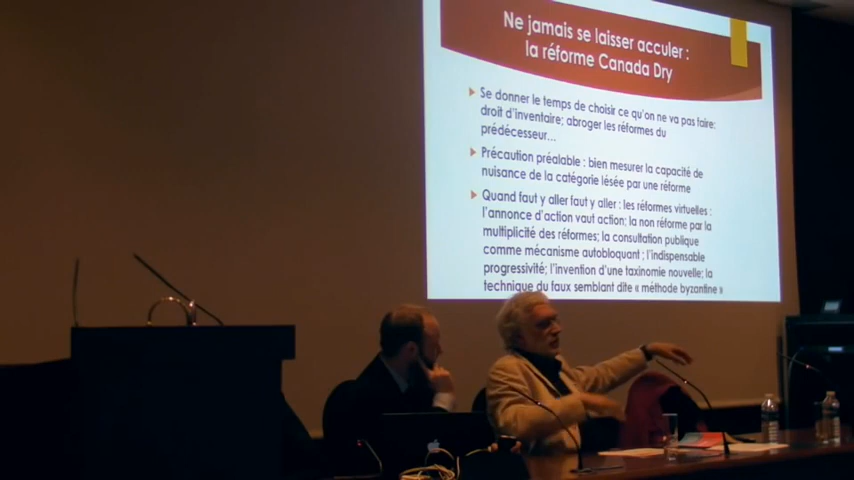 Ne jamais se laisser acculer :
la réforme Canada Dry
Se donner le temps de choisir ce qu'on ne va pas faire:
droit d'inventaire; abroger les réformes du
prédécesseur...
Précaution préalable : bien mesurer la capacité de
nuisance de la catégorie lésée par une réforme
Quand faut y aller faut y aller : les réformes virtuelles :
l'annonce d'action vaut action; la non réforme par la
multiplicité des réformes; la consultation publique
comme mécanisme autobloquant ; l'indispensable
progressivité; l'invention d'une taxinomie nouvelle; la
technique du faux semblant dite « méthode byzantine »